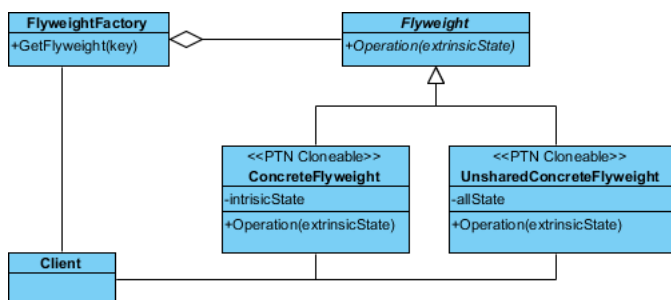 FlyweightFactory
+GetFlyweight(key)
Flyweight
+Operation(extrinsicState)
<<PTN Cloneable>>
ConcreteFlyweight
-intrisicState
+Operation(extrinsicState)
<<PTN Cloneable>>
UnsharedConcreteFlyweight
-allState
+Operation(extrinsicState)
Client